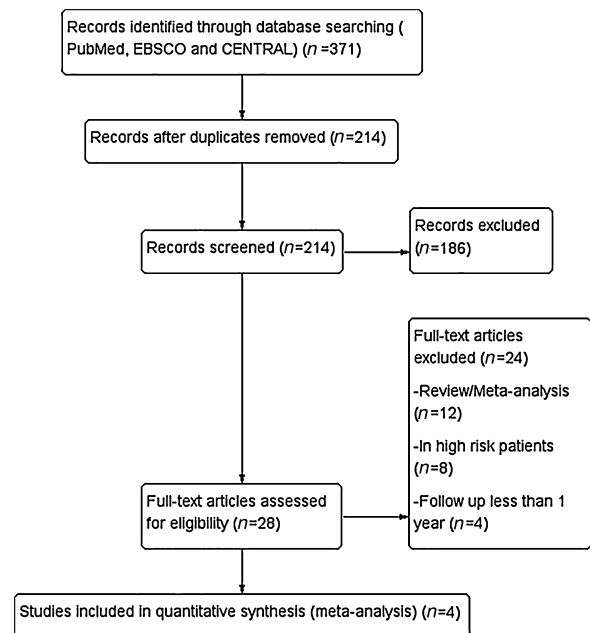 Records identified through database searching (
PubMed, EBSCO and CENTRAL) (n =371)
Records after duplicates removed (n=214)
Records screened (n=214)
Records excluded
(n=186)
Full-text articles
excluded (n=24)
-Review/Meta-analysis
(n=12)
-In high risk patients
(n=8)
-Follow up less than 1
year (n=4)
Full-text articles assessed
for eligibility (n=28)
Studies included in quantitative synthesis (meta-analysis) (n=4)